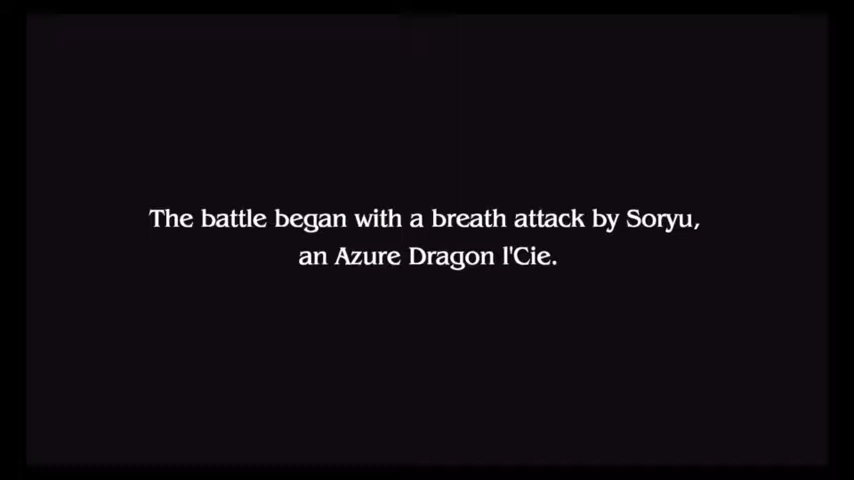 The battle began with a breath attack by Soryu,
an Azure Dragon l'Cie.